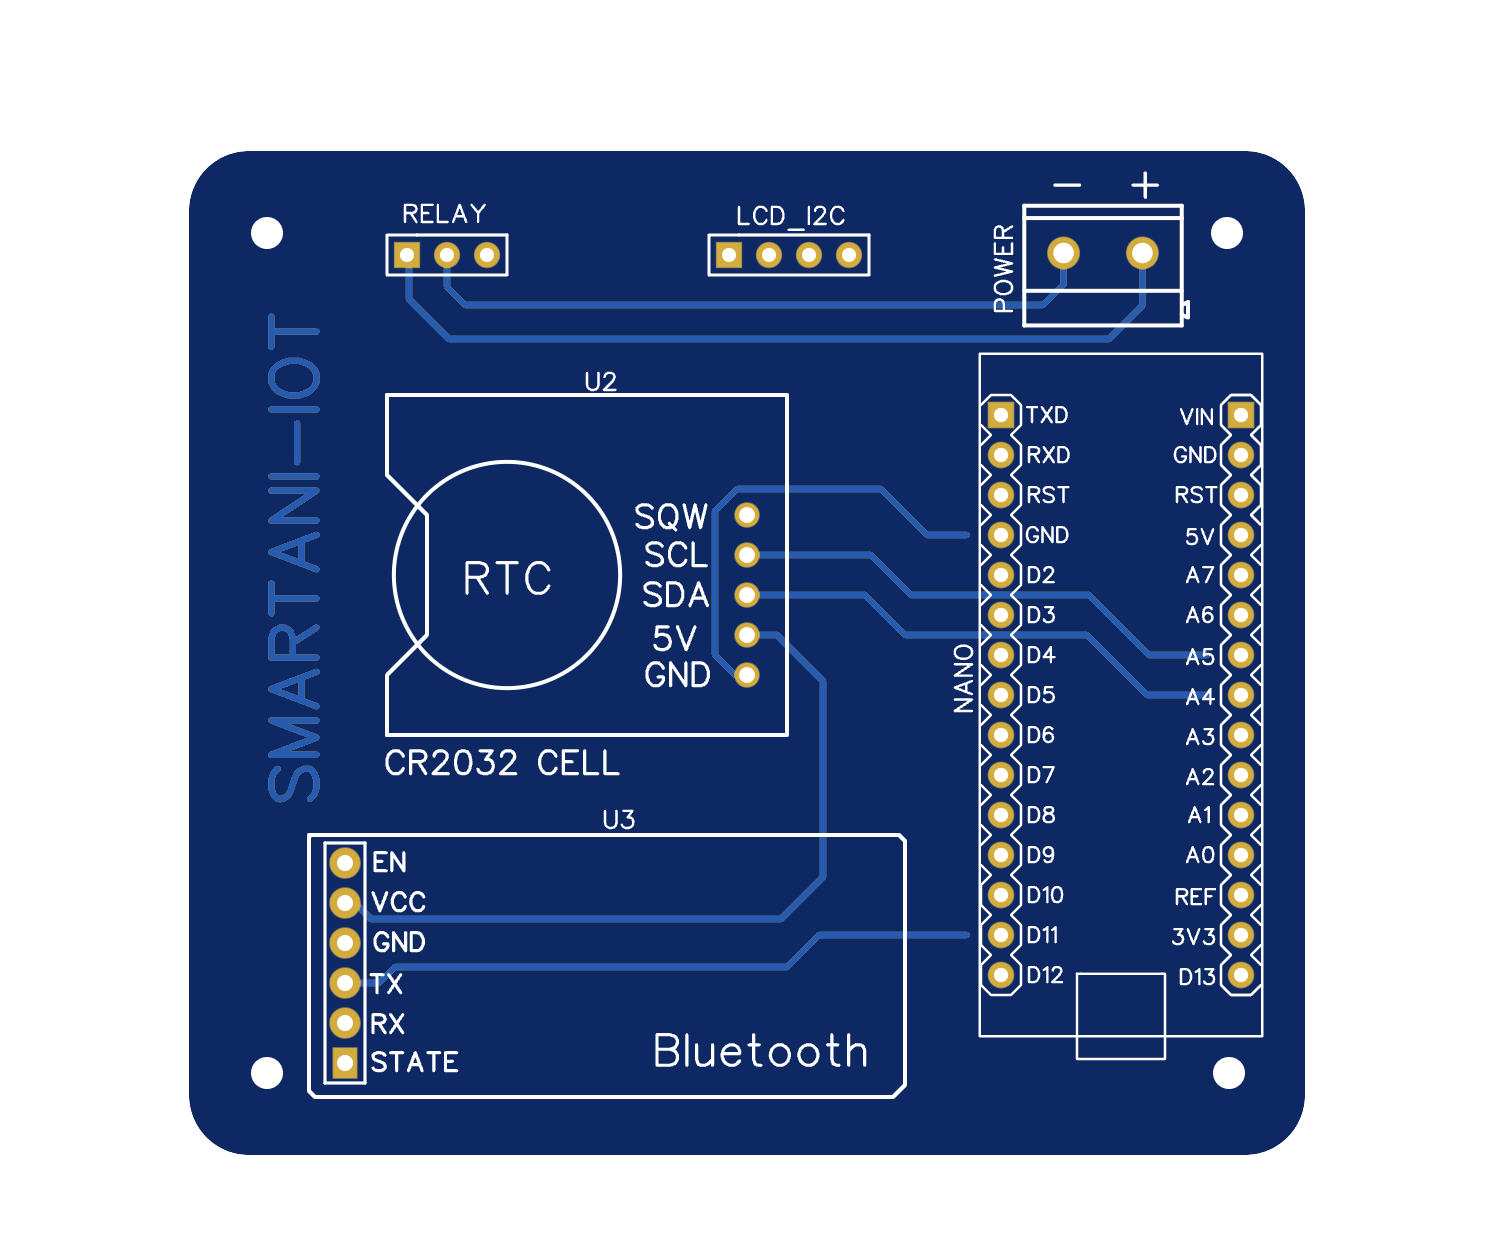 RELAY
LCD_I2C
- +
POWER
SMARTANI-IOT
U2
RTC
SQW
SCL
SDA
5V
GND
CR2032 CELL
U3
EN
VCC
GND
TX
RX
STATE
Bluetooth
NANO
TXD VIN
RXD GND
RST RST
GND 5V
D2 A7
D3 A6
D4 A5
D5 A4
D6 A3
D7 A2
D8 A1
D9 A0
D10 REF
D11 3V3
D12 D13